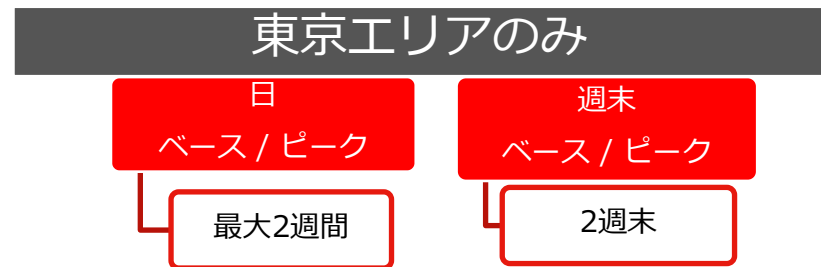 東京エリアのみ
日
ベース / ピーク
最大2週間
週末
ベース / ピーク
2週末